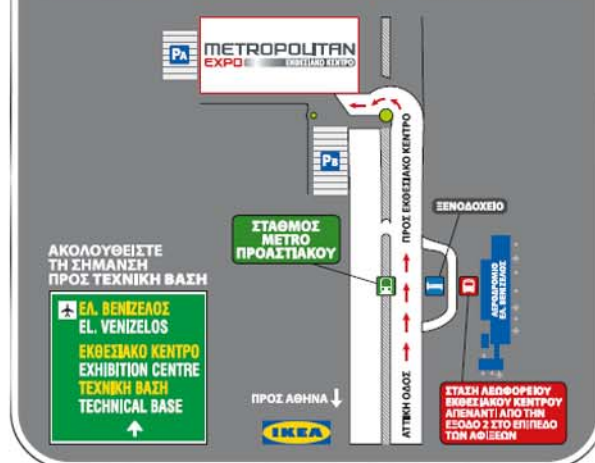 PA
METROPOLITAN
EXPO ΕΚΘΕΣΙΑΚΟ ΚΕΝΤΡΟ
PB
ΠΡΟΣ ΕΚΘΕΣΙΑΚΟ ΚΕΝΤΡΟ
ΞΕΝΟΔΟΧΕΙΟ
ΣΤΑΘΜΟΣ
METRO
ΠΡΟΑΣΤΙΑΚΟΥ
ΑΕΡΟΔΡΟΜΙΟ
ΕΛ. ΒΕΝΙΖΕΛΟΣ
ΑΚΟΛΟΥΘΕΙΣΤΕ
ΤΗ ΣΗΜΑΝΣΗ
ΠΡΟΣ ΤΕΧΝΙΚΗ ΒΑΣΗ
ΕΛ. ΒΕΝΙΖΕΛΟΣ
EL. VENIZELOS
ΕΚΘΕΣΙΑΚΟ ΚΕΝΤΡΟ
EXHIBITION CENTRE
ΤΕΧΝΙΚΗ ΒΑΣΗ
TECHNICAL BASE
ΠΡΟΣ ΑΘΗΝΑ
IKEA
ΑΤΤΙΚΗ ΟΔΟΣ
ΣΤΑΣΗ ΛΕΩΦΟΡΕΙΟΥ
ΕΚΘΕΣΙΑΚΟΥ ΚΕΝΤΡΟΥ
ΑΠΕΝΑΝΤΙ ΑΠΟ ΤΗΝ
ΕΞΟΔΟ 2 ΣΤΟ ΕΠΙΠΕΔΟ
ΤΩΝ ΑΦΙΞΕΩΝ